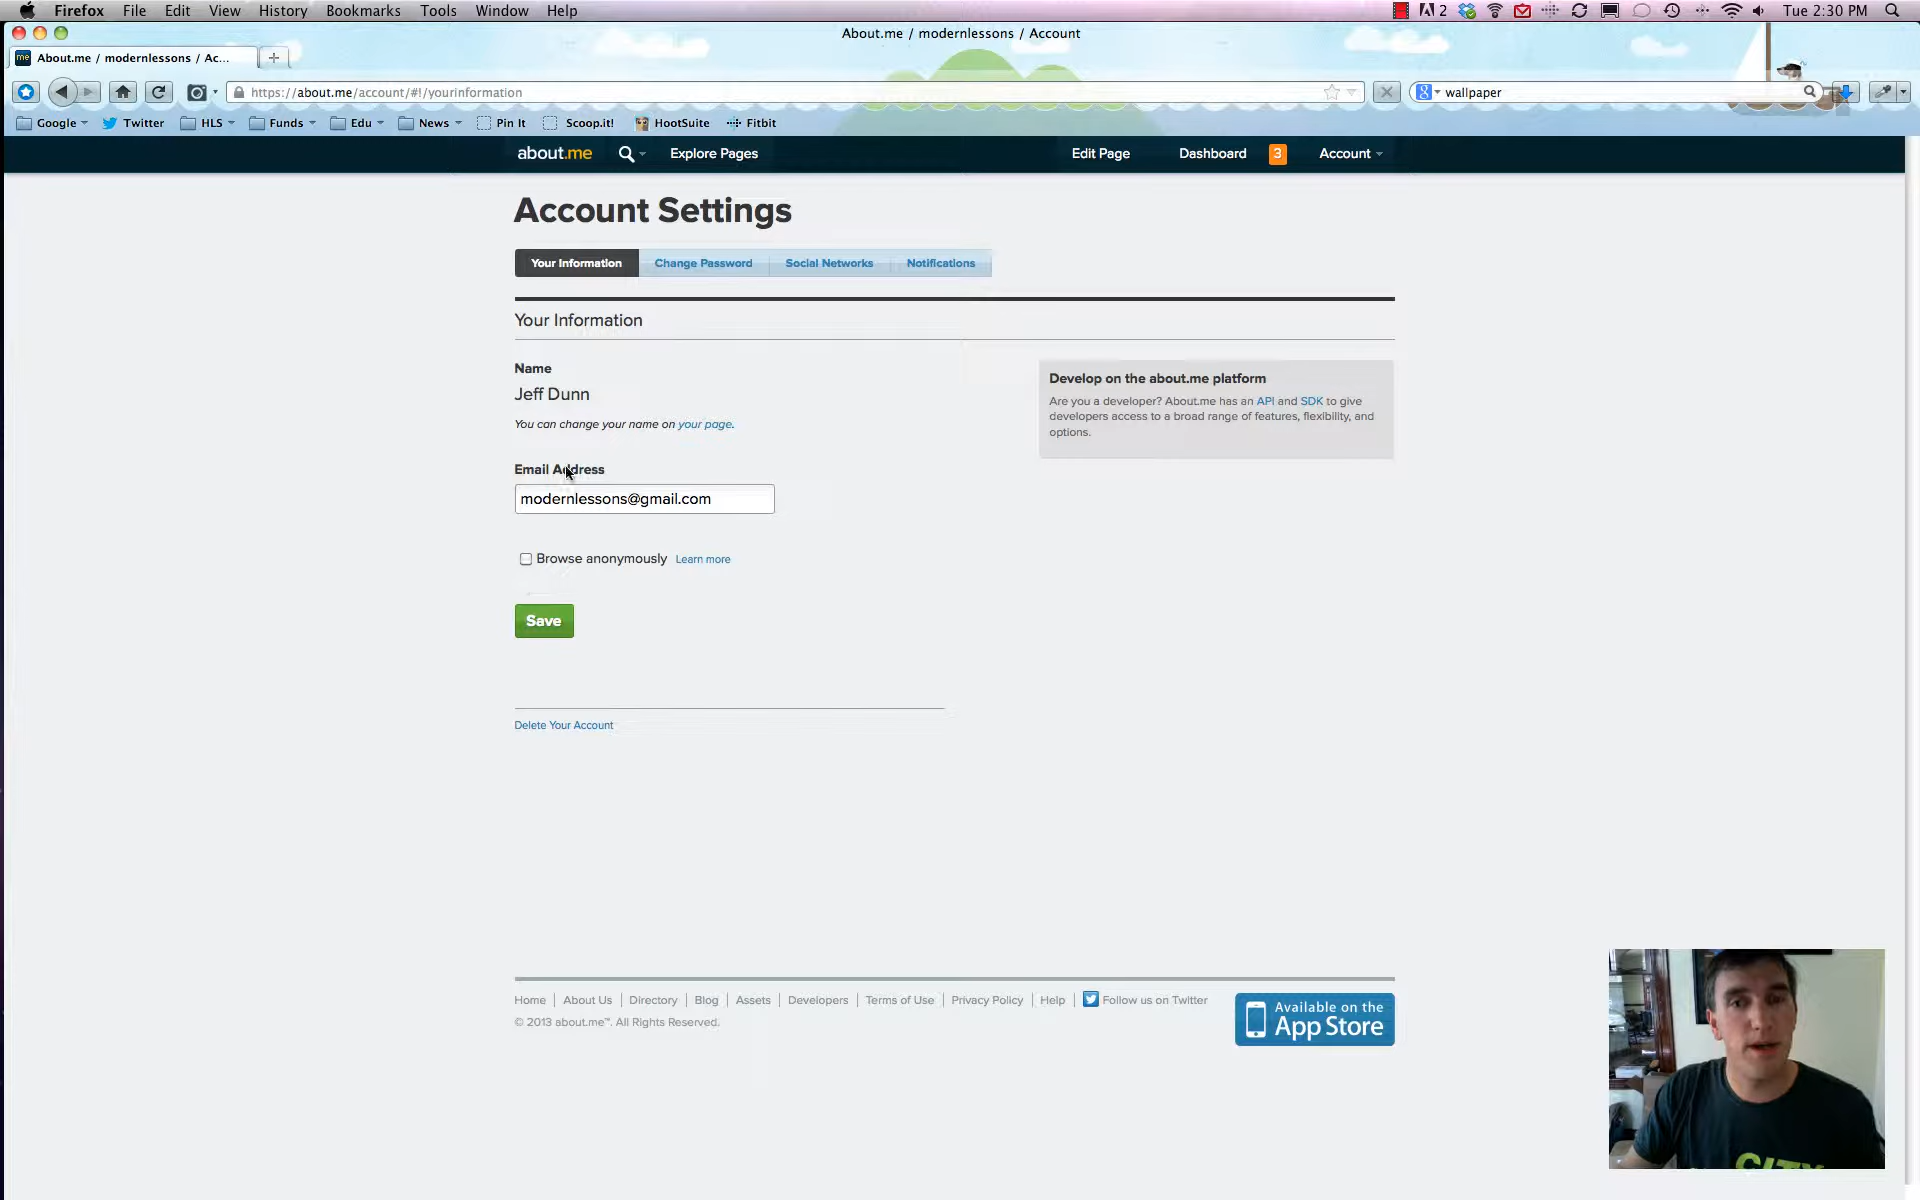 Firefox File Edit View History Bookmarks Tools Window Help 2 Tue 2:30 PM
About.me / modernlessons / Account
me About.me / modernlessons / Ac...
https://about.me/account/#!/yourinformation
wallpaper
Google Twitter HLS Funds Edu News Pin It Scoop.it! HootSuite Fitbit
about.me Explore Pages Edit Page Dashboard 3 Account
Account Settings
Your Information Change Password Social Networks Notifications
Your Information
Name
Jeff Dunn
You can change your name on your page.
Develop on the about.me platform
Are you a developer? About.me has an API and SDK to give
developers access to a broad range of features, flexibility, and
options.
Email Address
modernlessons@gmail.com
Browse anonymously Learn more
Save
Delete Your Account
Home About Us Directory Blog Assets Developers Terms of Use Privacy Policy Help Follow us on Twitter
© 2013 about.me™. All Rights Reserved.
Available on the
App Store
CITY